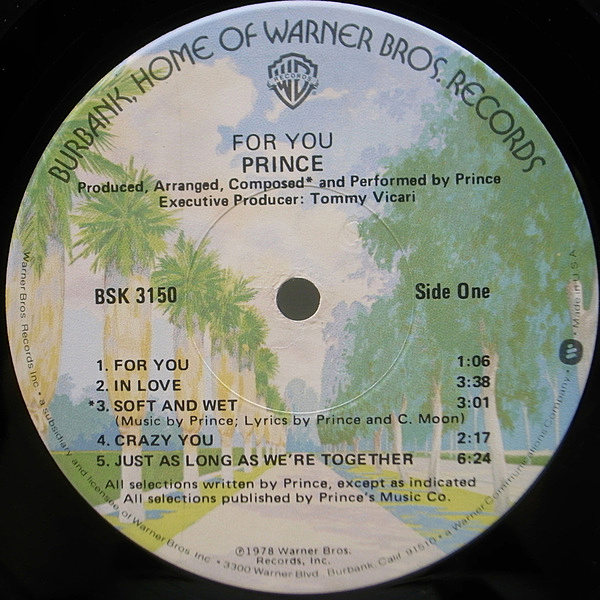 BURBANK, HOME OF WARNER BROS. RECORDS
RECORDS
FOR YOU
PRINCE
Produced, Arranged, Composed* and Performed by Prince
Executive Producer: Tommy Vicari
BSK 3150
Side One
1. FOR YOU 1:06
2. IN LOVE 3:38
*3. SOFT AND WET 3:01
(Music by Prince; Lyrics by Prince and C. Moon)
4. CRAZY YOU 2:17
5. JUST AS LONG AS WE'RE TOGETHER 6:24
All selections written by Prince, except as indicated
All selections published by Prince's Music Co.
℗1978 Warner Bros.
Records, Inc.
Warner Bros. Records Inc. • a subsidiary and licensee of Warner Bros. Inc. • 3300 Warner Blvd., Burbank, Calif. 91510 • a Warner Communications Company • Made in U.S.A.